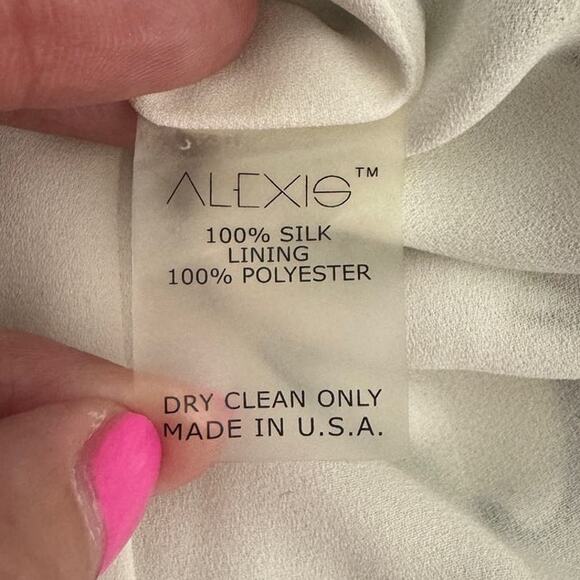 ALEXIS™
100% SILK
LINING
100% POLYESTER
DRY CLEAN ONLY
MADE IN U.S.A.